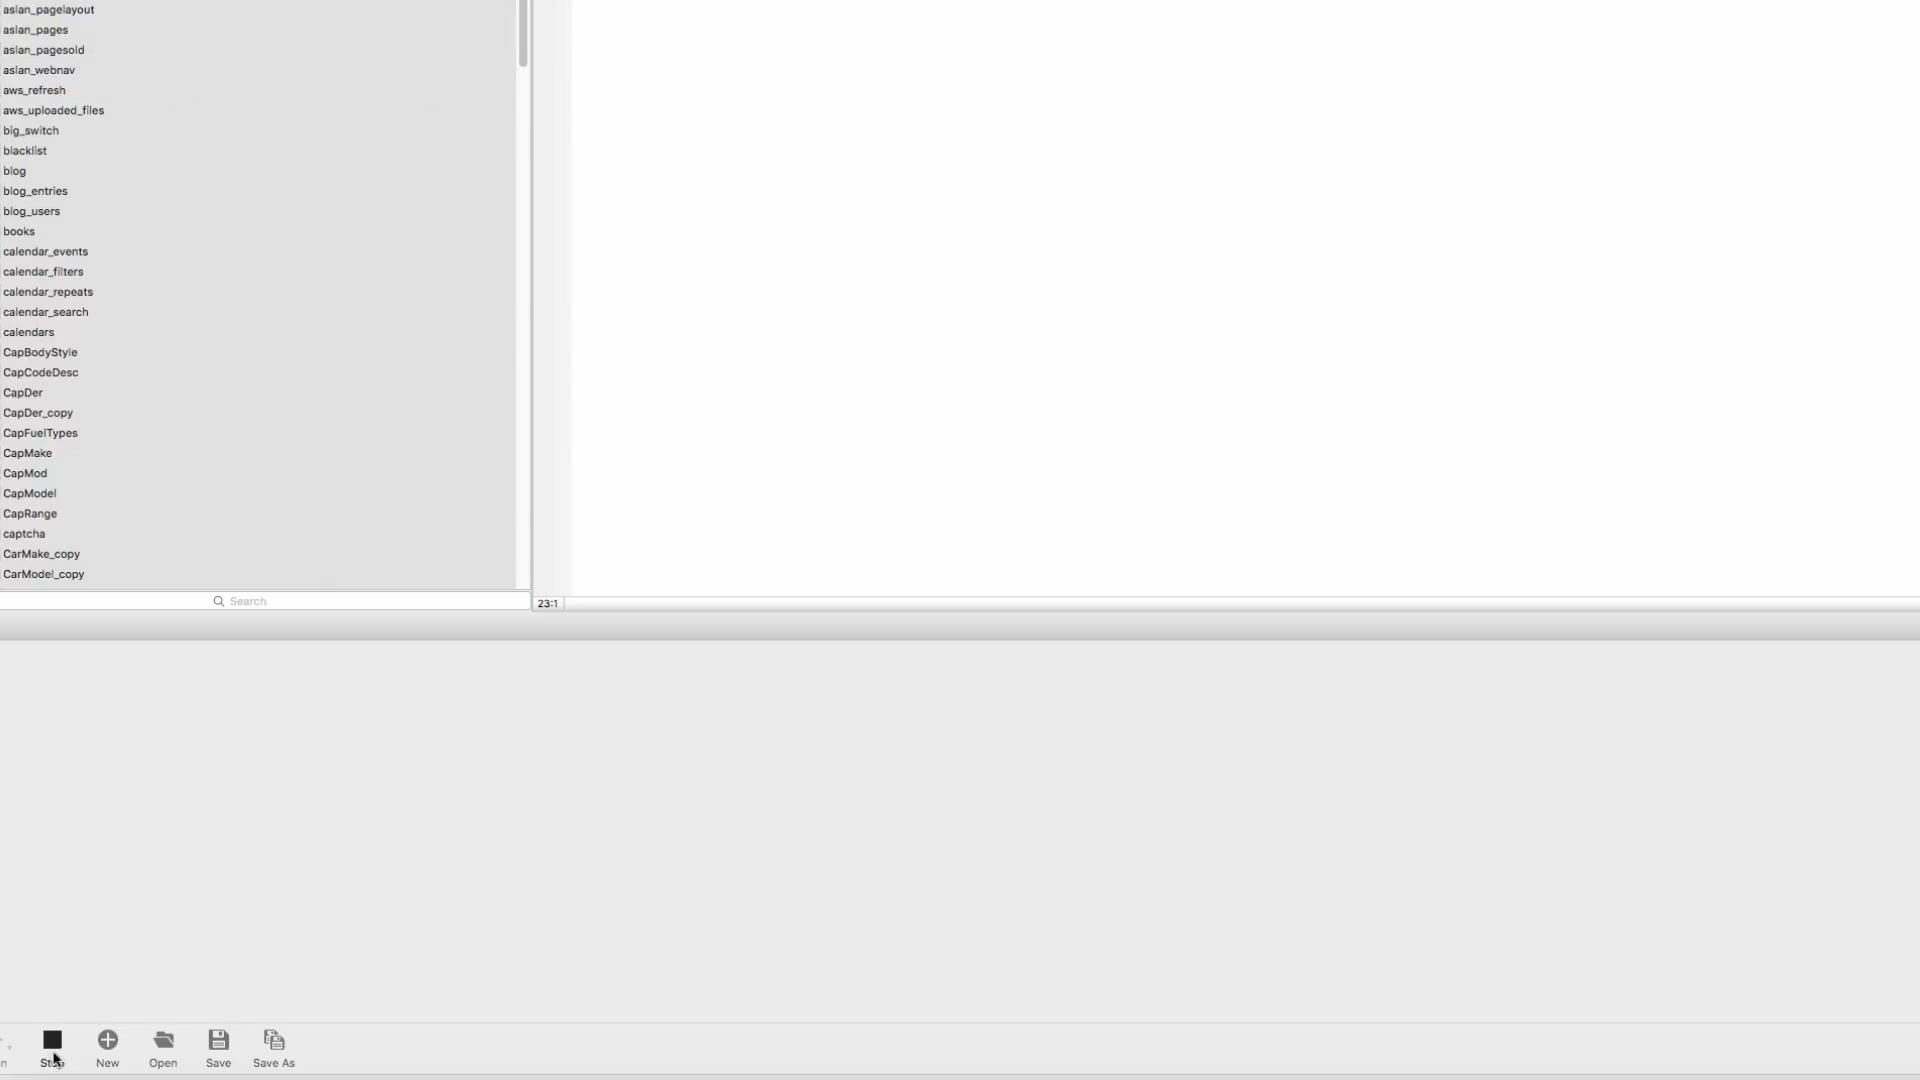 aslan_pagelayout
aslan_pages
aslan_pagesold
aslan_webnav
aws_refresh
aws_uploaded_files
big_switch
blacklist
blog
blog_entries
blog_users
books
calendar_events
calendar_filters
calendar_repeats
calendar_search
calendars
CapBodyStyle
CapCodeDesc
CapDer
CapDer_copy
CapFuelTypes
CapMake
CapMod
CapModel
CapRange
captcha
CarMake_copy
CarModel_copy
Search
23:1
n Stop New Open Save Save As